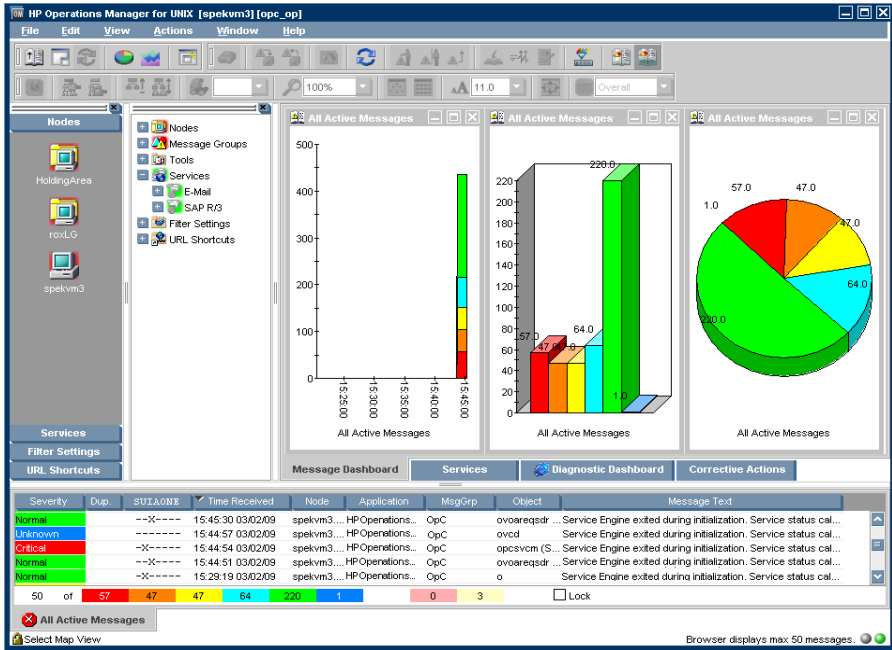 HP Operations Manager for UNIX [spekvm3] [opc_op]
File Edit View Actions Window Help
100% 11.0 Overall
Nodes
HoldingArea
roxLG
spekvm3
Services
Filter Settings
URL Shortcuts
Nodes
Message Groups
Tools
Services
E-Mail
SAP R/3
Filter Settings
URL Shortcuts
All Active Messages
500
400
300
200
100
0
15:25:00 15:30:00 15:35:00 15:40:00 15:45:00
All Active Messages
All Active Messages
220
200
180
160
140
120
100
80
60
40
20
0
57.0 47.0 47.0 64.0 220.0 1.0
All Active Messages
All Active Messages
1.0 57.0 47.0 47.0 64.0 220.0
All Active Messages
Message Dashboard Services Diagnostic Dashboard Corrective Actions
Severity Dup. SUIAONE Time Received Node Application MsgGrp Object Message Text
Normal --X---- 15:45:30 03/02/09 spekvm3.... HP Operations... OpC ovoareqsdr ... Service Engine exited during initialization. Service status cal...
Unknown ------- 15:44:57 03/02/09 spekvm3.... HP Operations... OpC ovcd Service Engine exited during initialization. Service status cal...
Critical --X---- 15:44:54 03/02/09 spekvm3.... HP Operations... OpC opcsvcm (S... Service Engine exited during initialization. Service status cal...
Normal --X---- 15:44:51 03/02/09 spekvm3.... HP Operations... OpC ovoareqsdr ... Service Engine exited during initialization. Service status cal...
Normal --X---- 15:29:19 03/02/09 spekvm3.... HP Operations... OpC o Service Engine exited during initialization. Service status cal...
50 of 57 47 47 64 220 1 0 3 Lock
All Active Messages
Select Map View Browser displays max 50 messages.